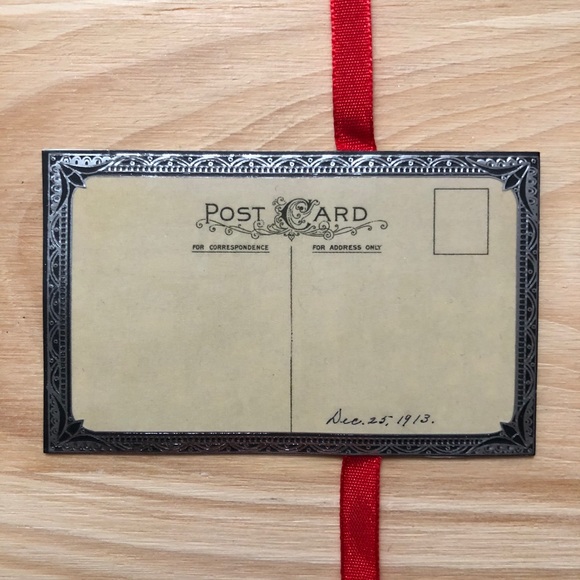 POST CARD
FOR CORRESPONDENCE
FOR ADDRESS ONLY
Dec. 25, 1913.